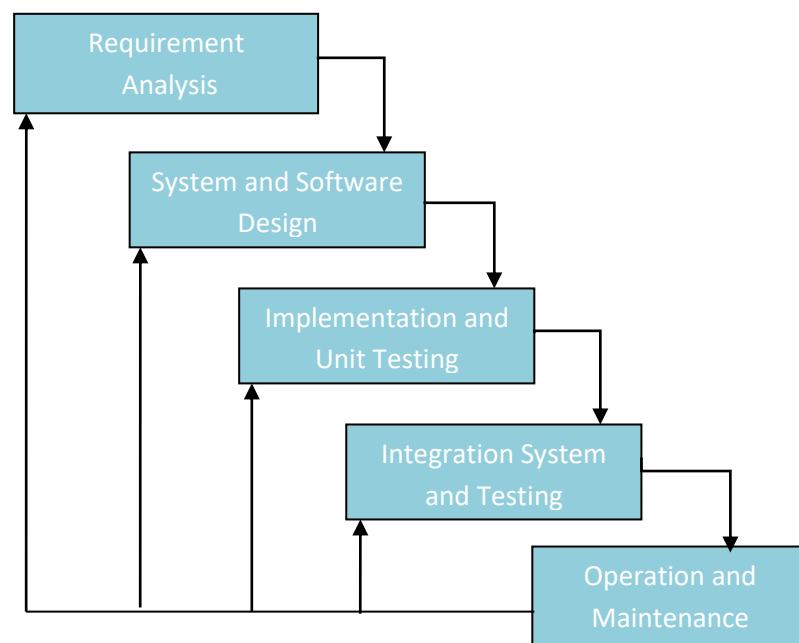 Requirement
Analysis
System and Software
Design
Implementation and
Unit Testing
Integration System
and Testing
Operation and
Maintenance